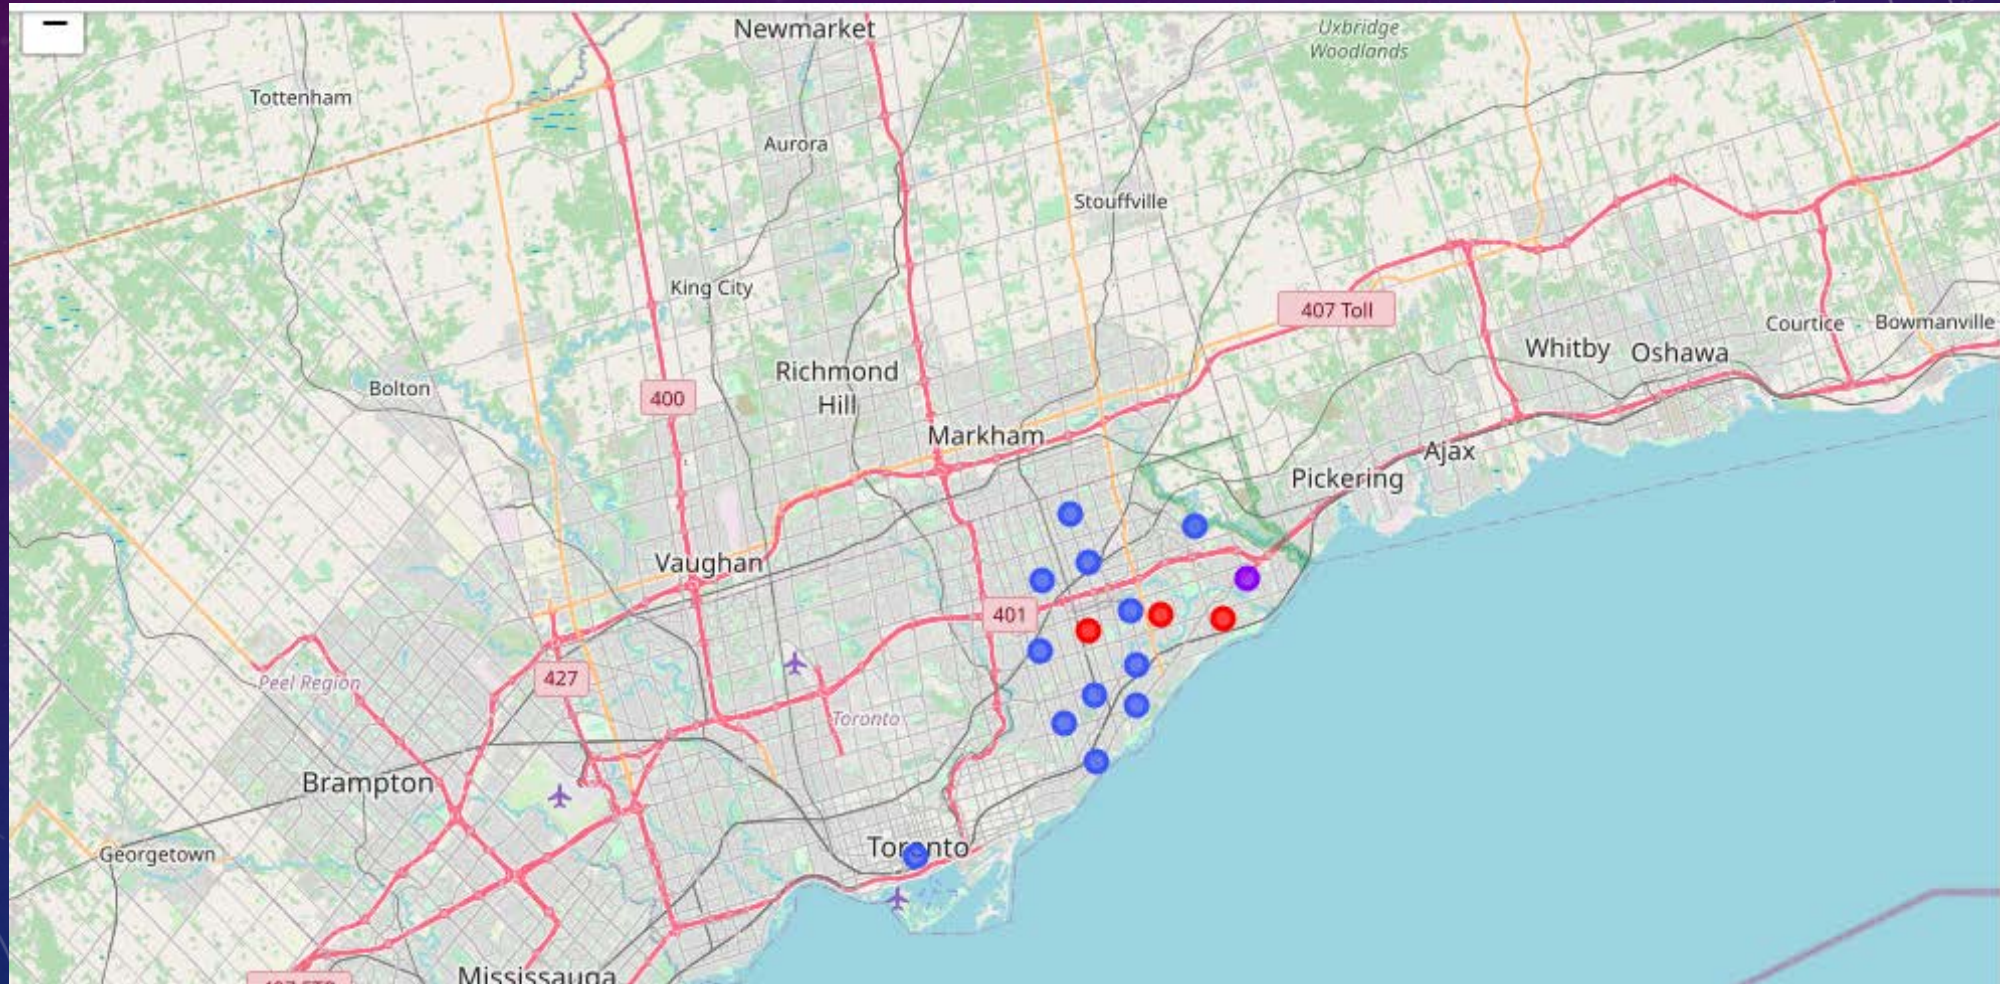 Newmarket
Uxbridge
Woodlands
Tottenham
Aurora
Stouffville
King City
407 Toll
Courtice
Bowmanville
Whitby
Oshawa
Richmond
Hill
Bolton
400
Markham
Ajax
Pickering
Vaughan
401
427
Peel Region
Toronto
Brampton
Toronto
Georgetown
Mississauga